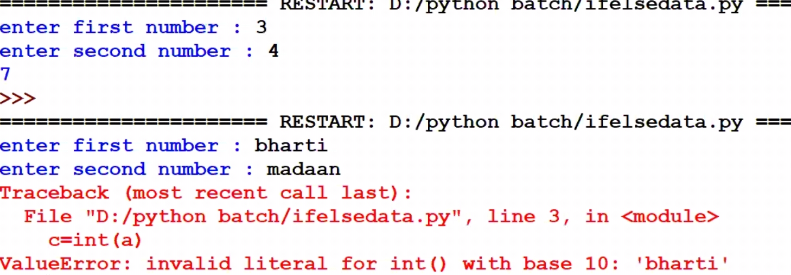 ====================== RESTART: D:/python batch/ifelsedata.py ===
enter first number : 3
enter second number : 4
7
>>>
====================== RESTART: D:/python batch/ifelsedata.py ===
enter first number : bharti
enter second number : madaan
Traceback (most recent call last):
  File "D:/python batch/ifelsedata.py", line 3, in <module>
    c=int(a)
ValueError: invalid literal for int() with base 10: 'bharti'